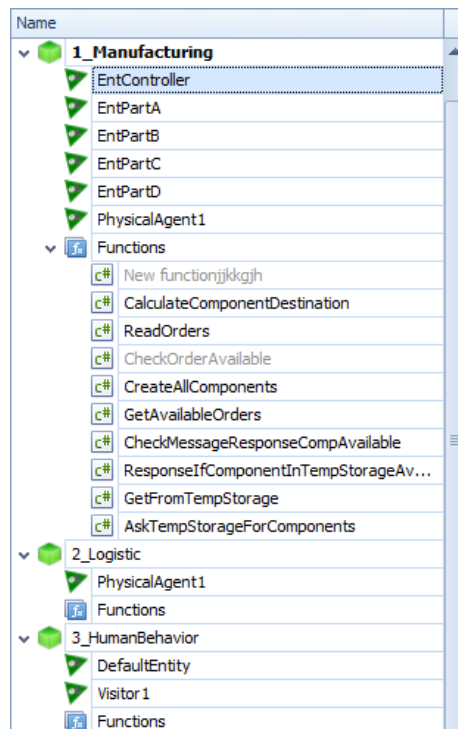 Name
1_Manufacturing
EntController
EntPartA
EntPartB
EntPartC
EntPartD
PhysicalAgent1
Functions
c# New functionjjkkgjh
c# CalculateComponentDestination
c# ReadOrders
c# CheckOrderAvailable
c# CreateAllComponents
c# GetAvailableOrders
c# CheckMessageResponseCompAvailable
c# ResponseIfComponentInTempStorageAv...
c# GetFromTempStorage
c# AskTempStorageForComponents
2_Logistic
PhysicalAgent1
Functions
3_HumanBehavior
DefaultEntity
Visitor1
Functions